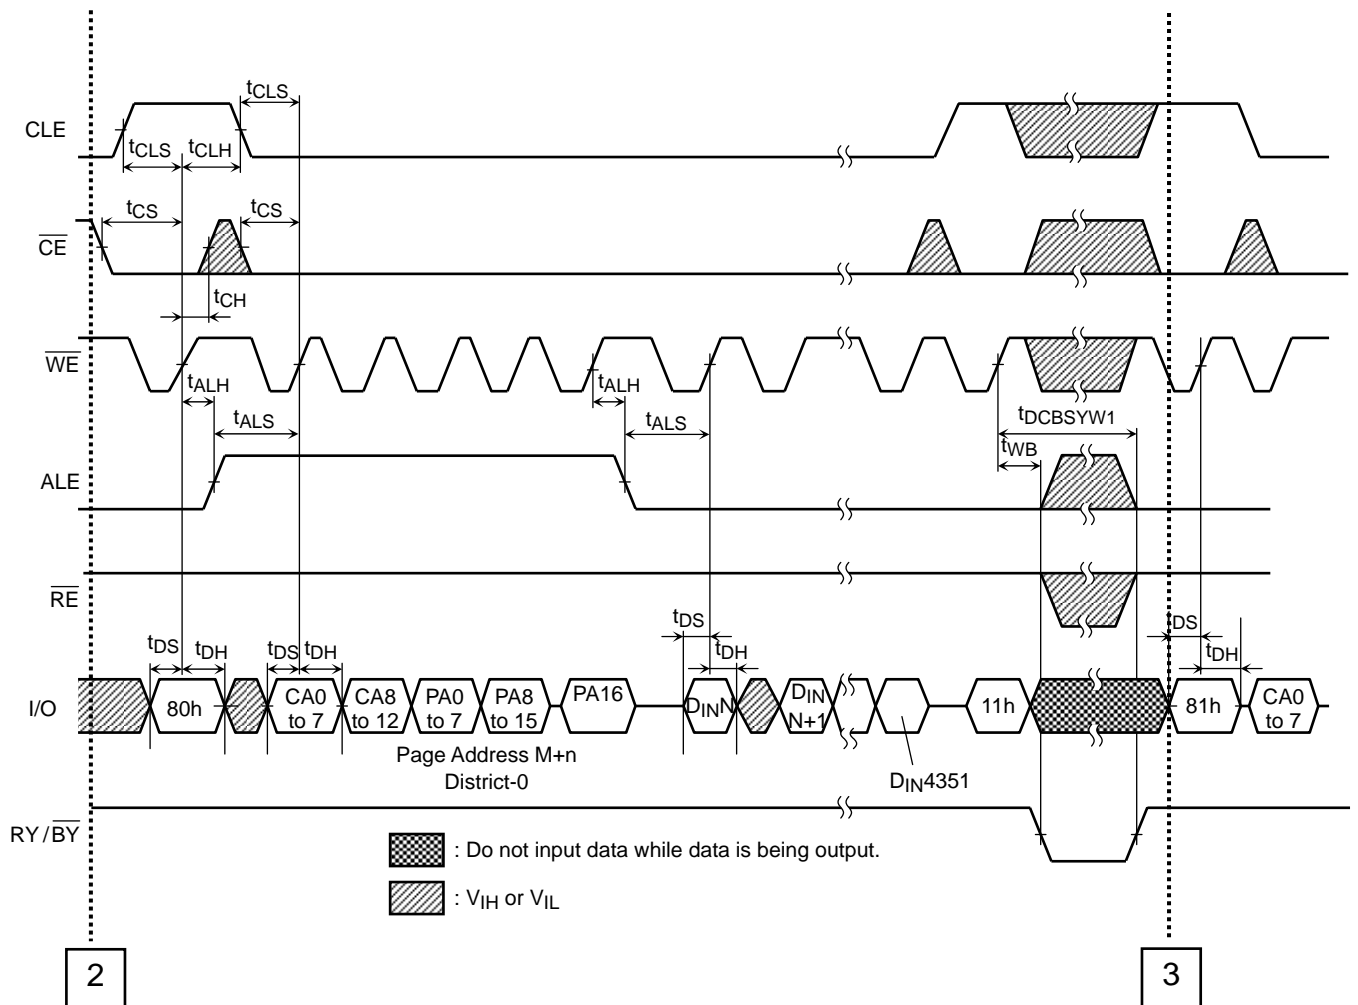 tCLS
CLE
tCLS tCLH
tCS tCS
CE
tCH
WE
tALH tALH
tDCBSYW1
tALS tALS
tWB
ALE
RE
tDS tDH tDS tDH tDS tDH DS tDH
I/O
80h
CA0 to 7
CA8 to 12
PA0 to 7
PA8 to 15
PA16
DIN N
DIN N+1
11h
81h
CA0 to 7
Page Address M+n
District-0
DIN4351
RY/BY
: Do not input data while data is being output.
: VIH or VIL
2
3